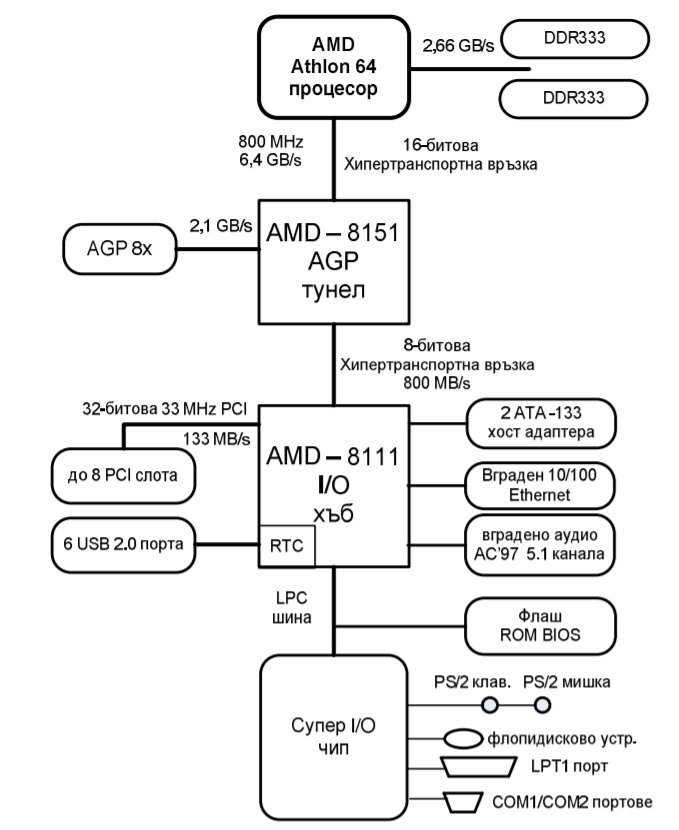 AMD
Athlon 64
процесор
2,66 GB/s
DDR333
DDR333
800 MHz
6,4 GB/s
16-битова
Хипертранспортна връзка
AMD – 8151
AGP
тунел
2,1 GB/s
AGP 8x
8-битова
Хипертранспортна връзка
800 MB/s
32-битова 33 MHz PCI
133 MB/s
до 8 PCI слота
AMD – 8111
I/O
хъб
RTC
6 USB 2.0 порта
2 ATA-133
хост адаптера
Вграден 10/100
Ethernet
вградено аудио
AC'97 5.1 канала
LPC
шина
Флаш
ROM BIOS
Супер I/O
чип
PS/2 клав. PS/2 мишка
флопидисково устр.
LPT1 порт
COM1/COM2 портове